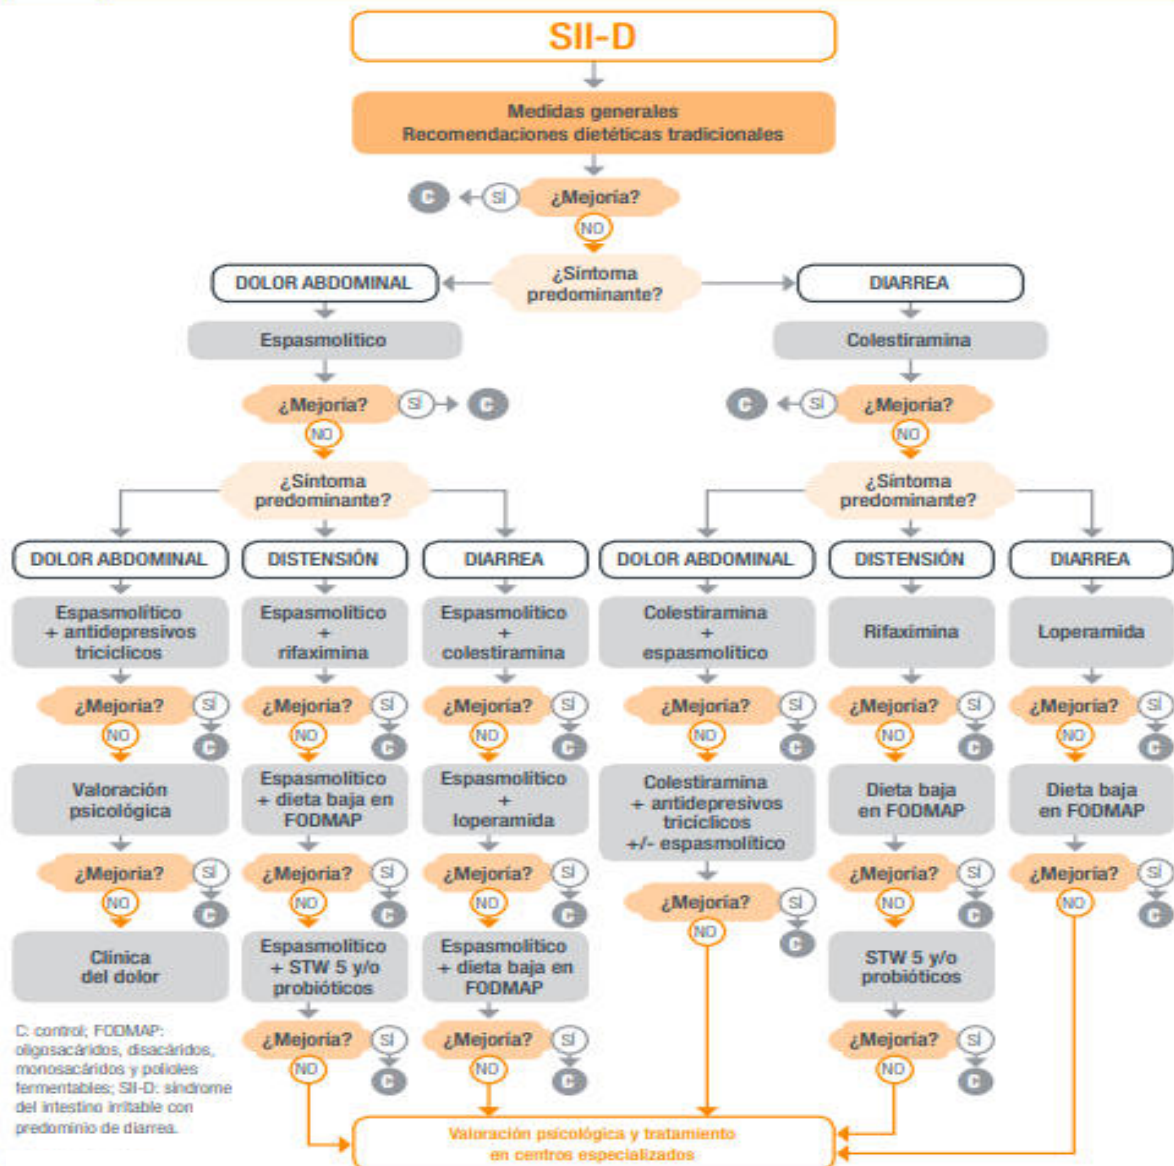 SII-D
Medidas generales
Recomendaciones dietéticas tradicionales
¿Mejoría?
SÍ
C
NO
¿Síntoma
predominante?
DOLOR ABDOMINAL
DIARREA
Espasmolítico
Colestiramina
¿Mejoría?
SÍ
C
NO
C
SÍ
¿Mejoría?
NO
¿Síntoma
predominante?
¿Síntoma
predominante?
DOLOR ABDOMINAL
DISTENSIÓN
DIARREA
DOLOR ABDOMINAL
DISTENSIÓN
DIARREA
Espasmolítico
+ antidepresivos
tricíclicos
Espasmolítico
+
rifaximina
Espasmolítico
+
colestiramina
Colestiramina
+
espasmolítico
Rifaximina
Loperamida
¿Mejoría?
SÍ
NO
C
¿Mejoría?
SÍ
NO
C
¿Mejoría?
SÍ
NO
C
¿Mejoría?
SÍ
NO
C
¿Mejoría?
SÍ
NO
C
¿Mejoría?
SÍ
NO
C
Valoración
psicológica
Espasmolítico
+ dieta baja en
FODMAP
Espasmolítico
+
loperamida
Colestiramina
+ antidepresivos
tricíclicos
+/- espasmolítico
Dieta baja
en FODMAP
Dieta baja
en FODMAP
¿Mejoría?
SÍ
NO
C
¿Mejoría?
SÍ
NO
C
¿Mejoría?
SÍ
NO
C
¿Mejoría?
SÍ
NO
C
¿Mejoría?
SÍ
NO
C
¿Mejoría?
SÍ
NO
C
Clínica
del dolor
Espasmolítico
+ STW 5 y/o
probióticos
Espasmolítico
+ dieta baja en
FODMAP
STW 5 y/o
probióticos
¿Mejoría?
SÍ
NO
C
¿Mejoría?
SÍ
NO
C
¿Mejoría?
SÍ
NO
C
C: control; FODMAP:
oligosacáridos, disacáridos,
monosacáridos y polioles
fermentables; SII-D: síndrome
del intestino irritable con
predominio de diarrea.
Valoración psicológica y tratamiento
en centros especializados